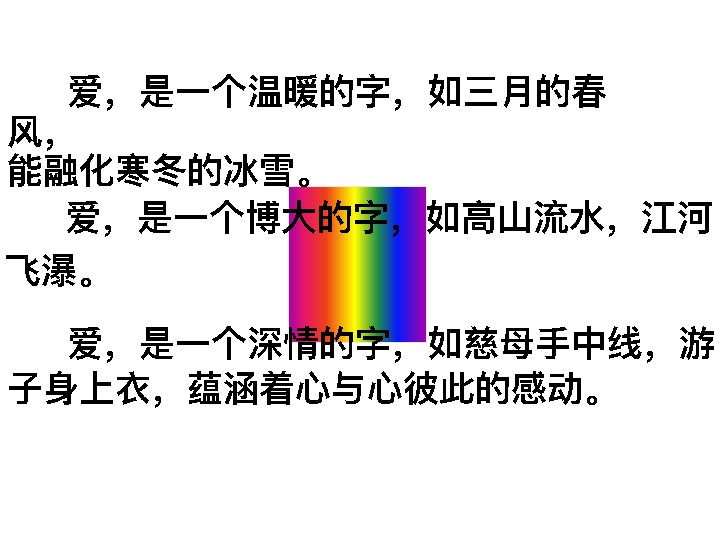 爱，是一个温暖的字，如三月的春
风，
能融化寒冬的冰雪。
爱，是一个博大的字，如高山流水，江河
飞瀑。
爱，是一个深情的字，如慈母手中线，游
子身上衣，蕴涵着心与心彼此的感动。